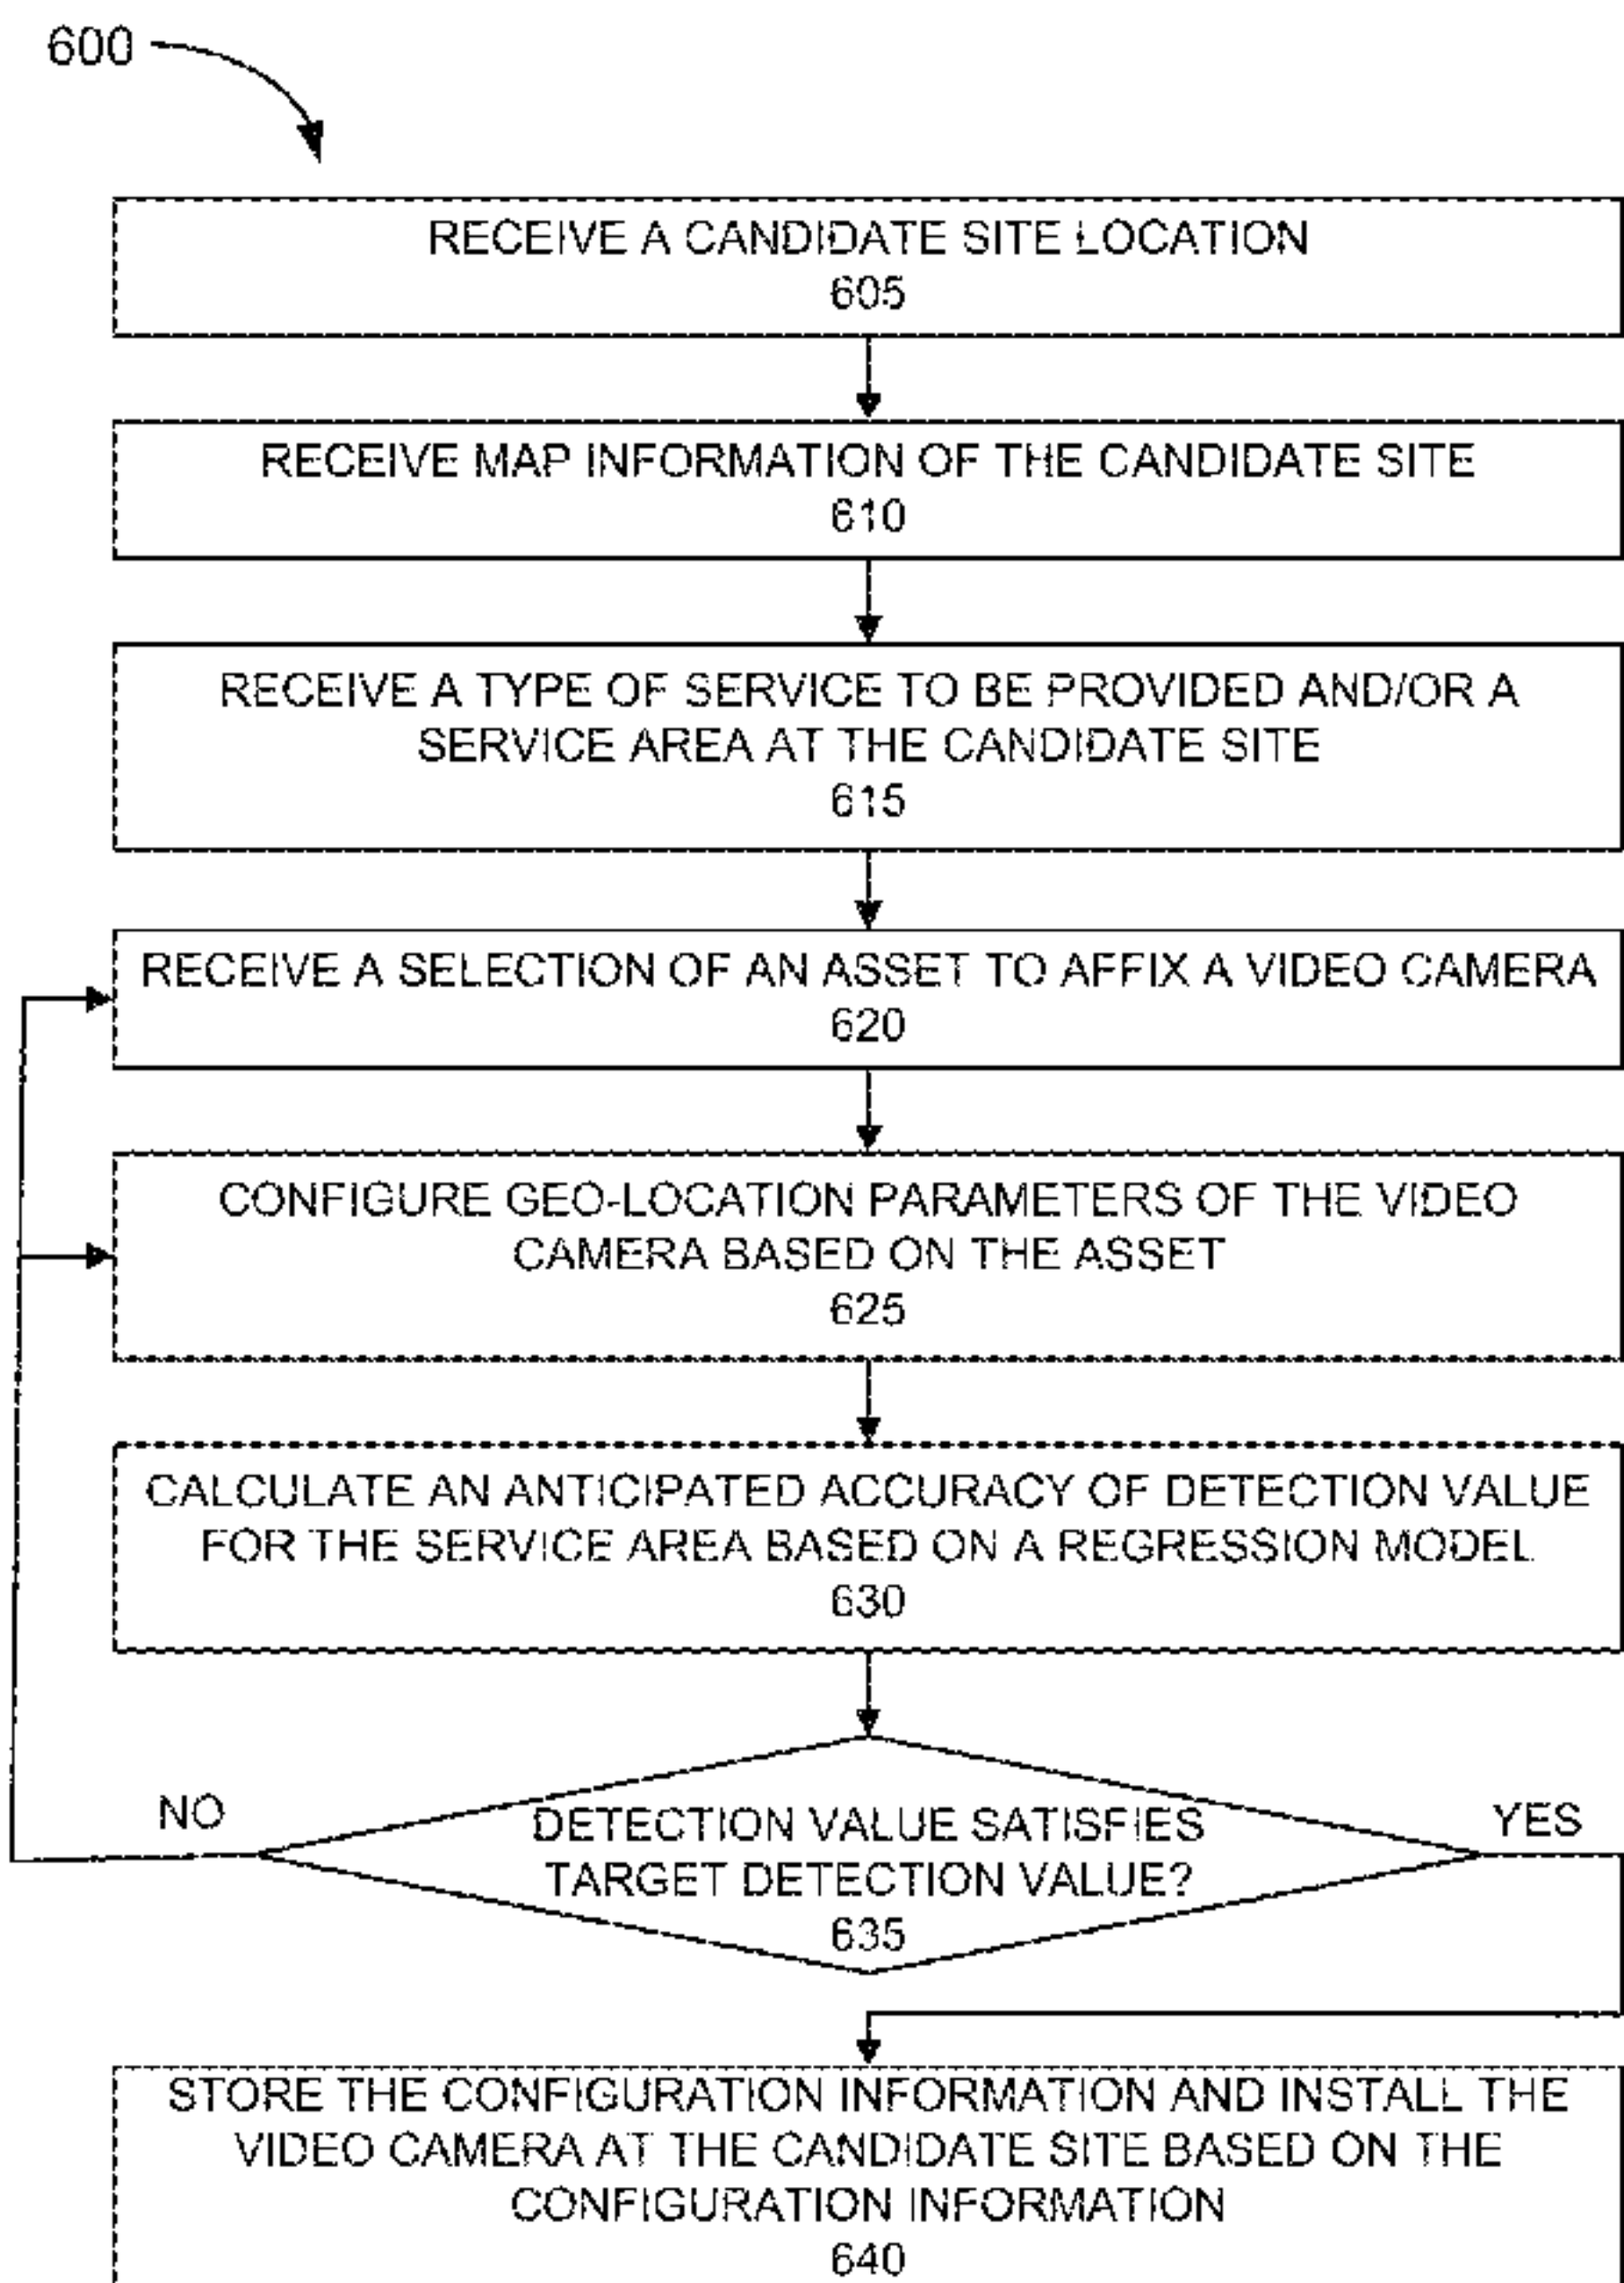 600
RECEIVE A CANDIDATE SITE LOCATION
605
RECEIVE MAP INFORMATION OF THE CANDIDATE SITE
610
RECEIVE A TYPE OF SERVICE TO BE PROVIDED AND/OR A
SERVICE AREA AT THE CANDIDATE SITE
615
RECEIVE A SELECTION OF AN ASSET TO AFFIX A VIDEO CAMERA
620
CONFIGURE GEO-LOCATION PARAMETERS OF THE VIDEO
CAMERA BASED ON THE ASSET
625
CALCULATE AN ANTICIPATED ACCURACY OF DETECTION VALUE
FOR THE SERVICE AREA BASED ON A REGRESSION MODEL
630
NO
DETECTION VALUE SATISFIES
TARGET DETECTION VALUE?
635
YES
STORE THE CONFIGURATION INFORMATION AND INSTALL THE
VIDEO CAMERA AT THE CANDIDATE SITE BASED ON THE
CONFIGURATION INFORMATION
640